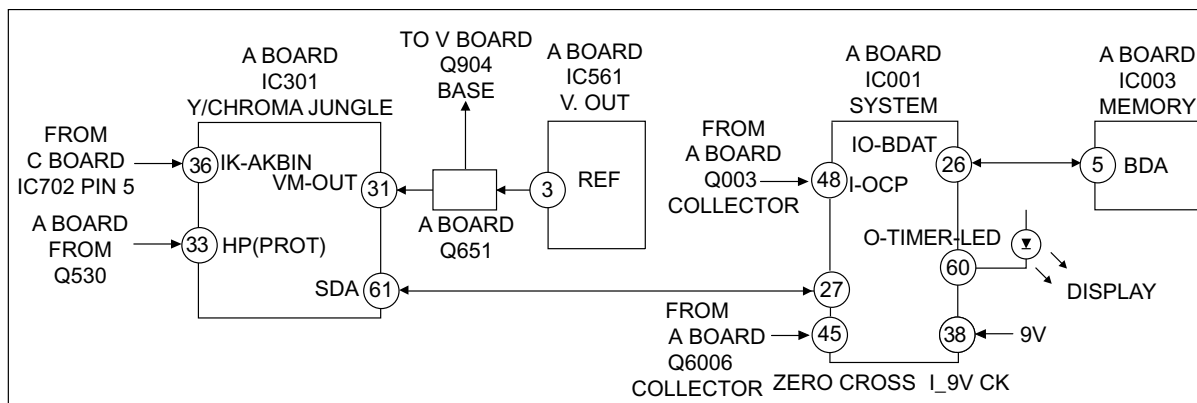 A BOARD
IC301
Y/CHROMA JUNGLE
FROM
C BOARD
IC702 PIN 5
36
IK-AKBIN
VM-OUT
31
A BOARD
FROM
Q530
33
HP(PROT)
SDA
61
TO V BOARD
Q904
BASE
A BOARD
Q651
A BOARD
IC561
V. OUT
3
REF
A BOARD
IC001
SYSTEM
FROM
A BOARD
Q003
COLLECTOR
48
I-OCP
IO-BDAT
26
O-TIMER-LED
60
DISPLAY
27
FROM
A BOARD
Q6006
COLLECTOR
45
ZERO CROSS
38
I_9V CK
9V
A BOARD
IC003
MEMORY
5
BDA